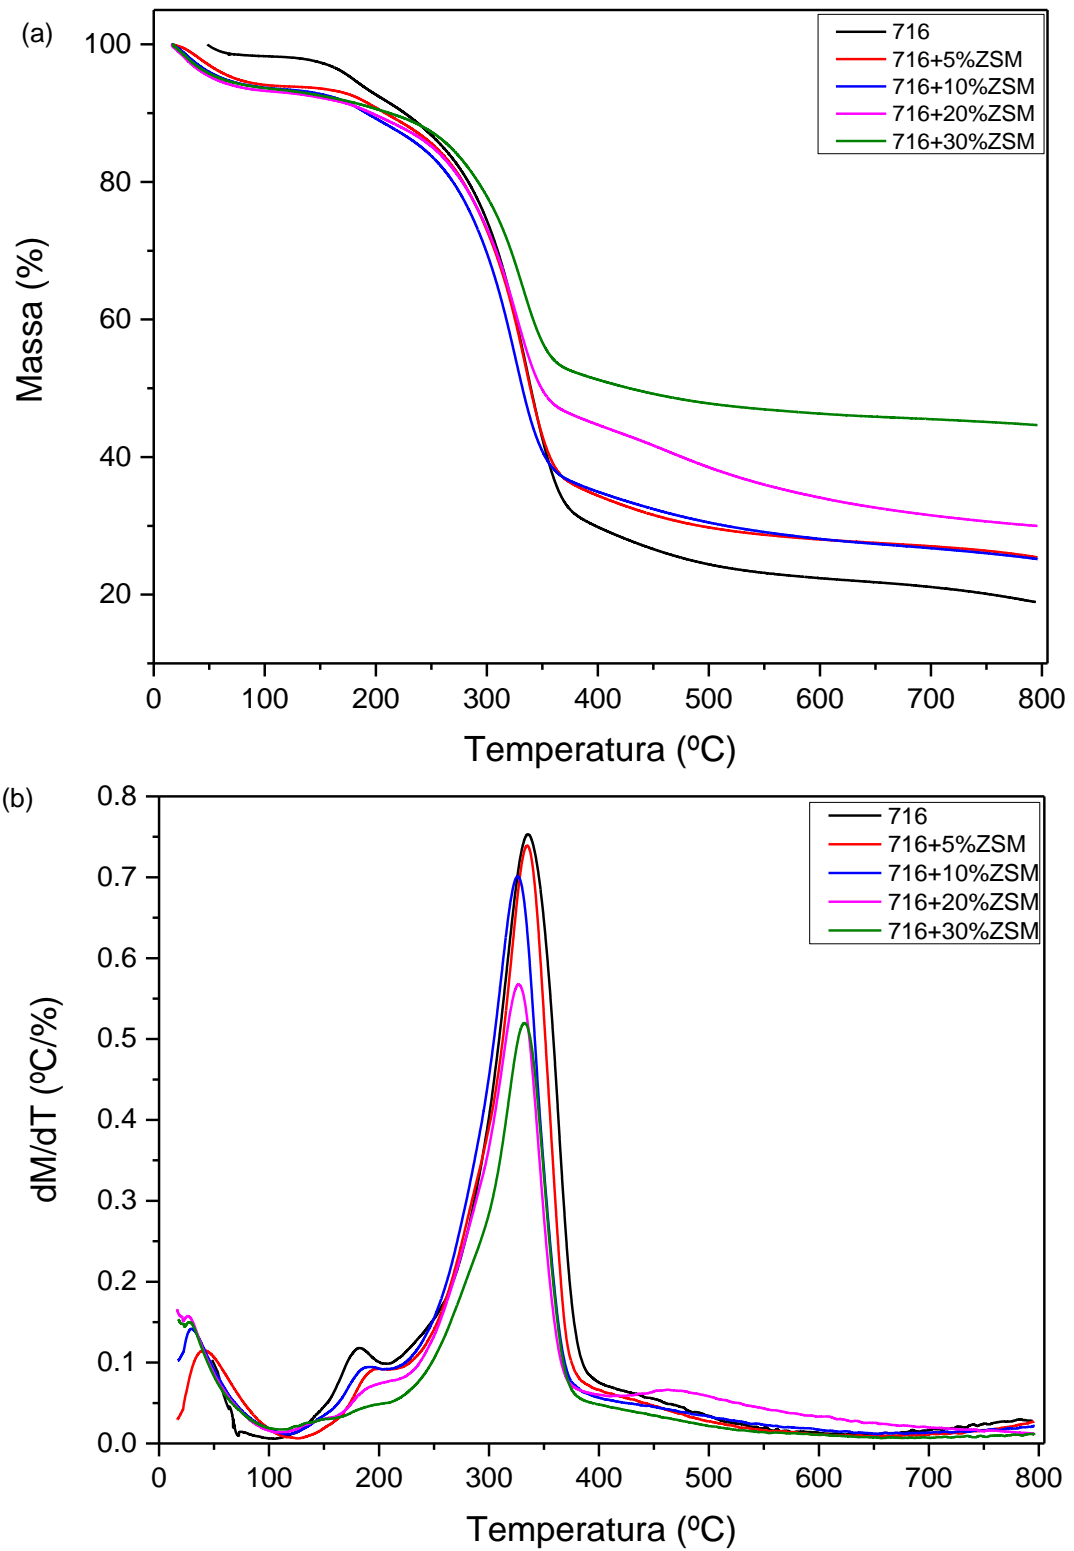 (a)
716
716+5%ZSM
716+10%ZSM
716+20%ZSM
716+30%ZSM
100
80
60
40
20
Massa (%)
0 100 200 300 400 500 600 700 800
Temperatura (ºC)
(b)
716
716+5%ZSM
716+10%ZSM
716+20%ZSM
716+30%ZSM
0.8
0.7
0.6
0.5
0.4
0.3
0.2
0.1
0.0
dM/dT (ºC/%)
0 100 200 300 400 500 600 700 800
Temperatura (ºC)